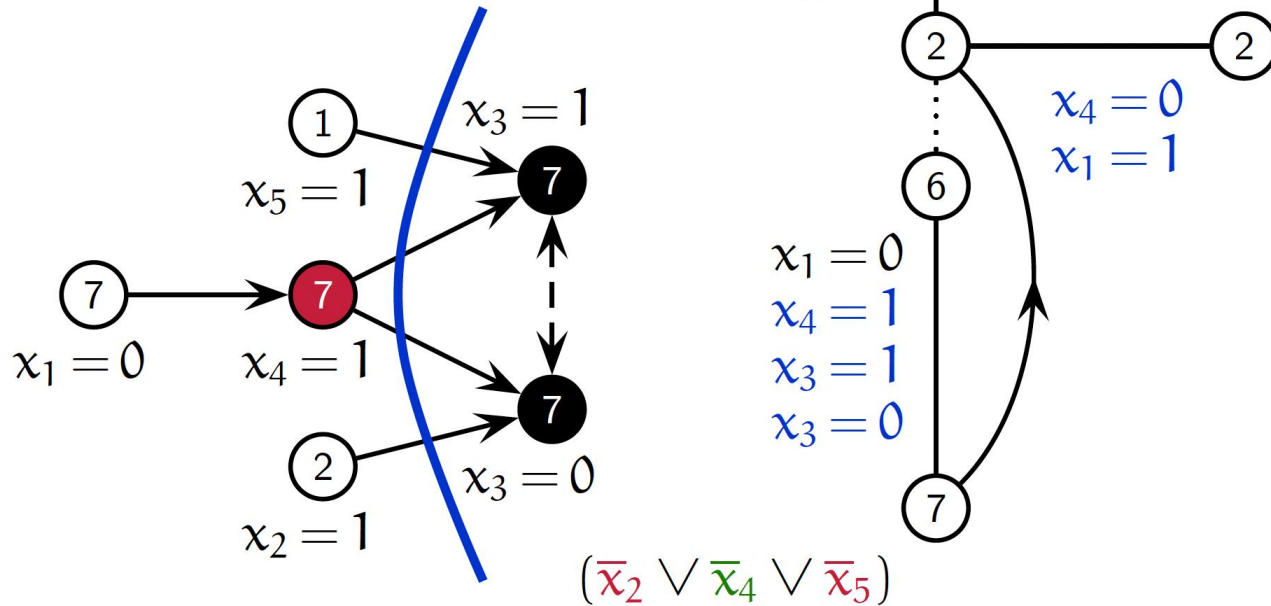 1
x₃ = 1
7
x₅ = 1
7
7
x₁ = 0
x₄ = 1
7
2
x₃ = 0
x₂ = 1
2
2
x₄ = 0
x₁ = 1
6
x₁ = 0
x₄ = 1
x₃ = 1
x₃ = 0
7
(x̅₂ ∨ x̅₄ ∨ x̅₅)